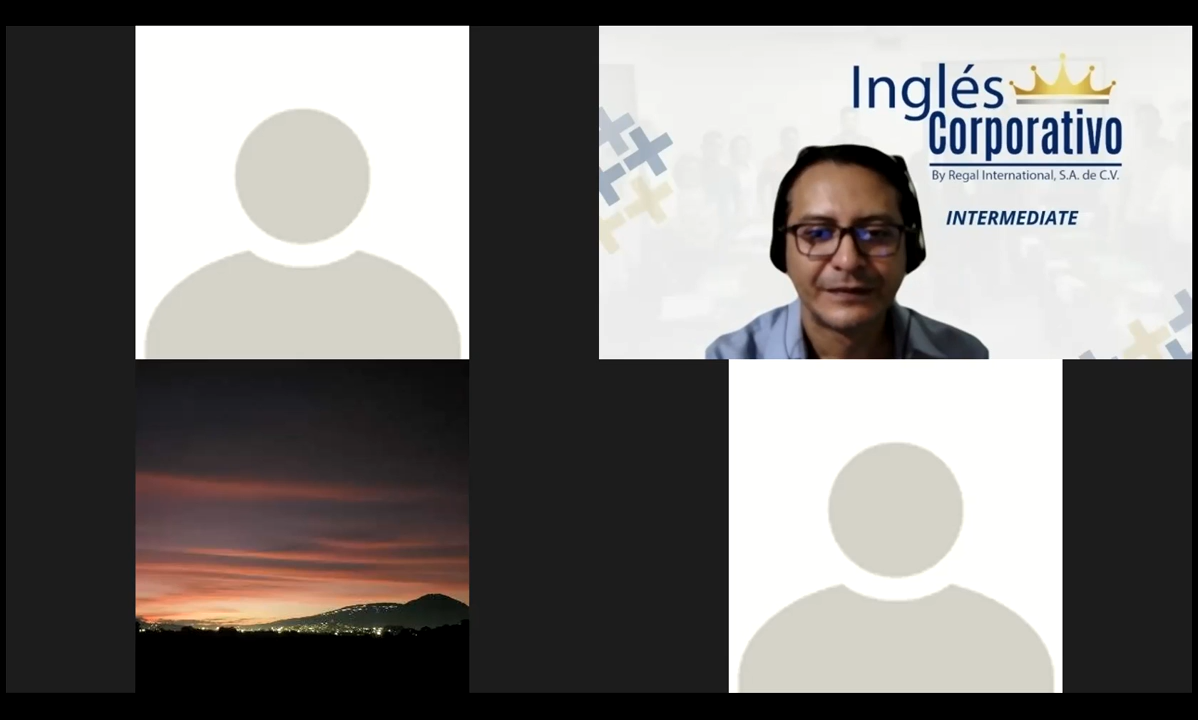 Inglés
Corporativo
By Regal International, S.A. de C.V.
INTERMEDIATE